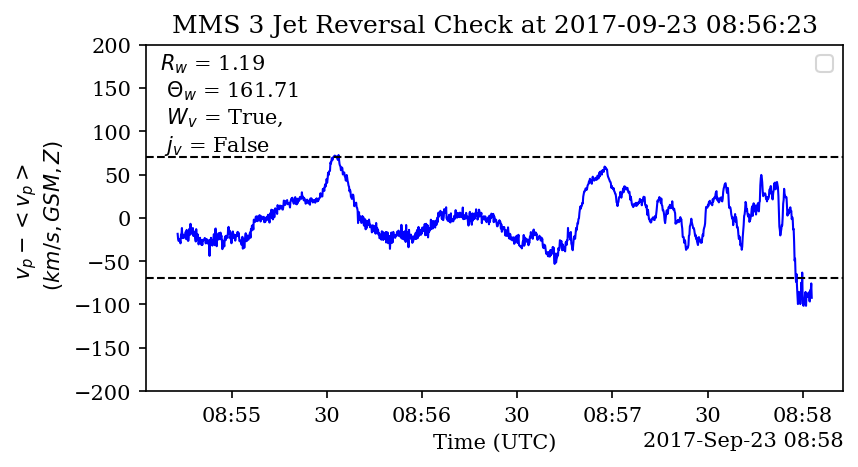 MMS 3 Jet Reversal Check at 2017-09-23 08:56:23
R_w = 1.19
Θ_w = 161.71
W_v = True,
j_v = False
v_p − < v_p >
(km/s, GSM, Z)
200
150
100
50
0
−50
−100
−150
−200
08:55 30 08:56 30 08:57 30 08:58
Time (UTC)
2017-Sep-23 08:58